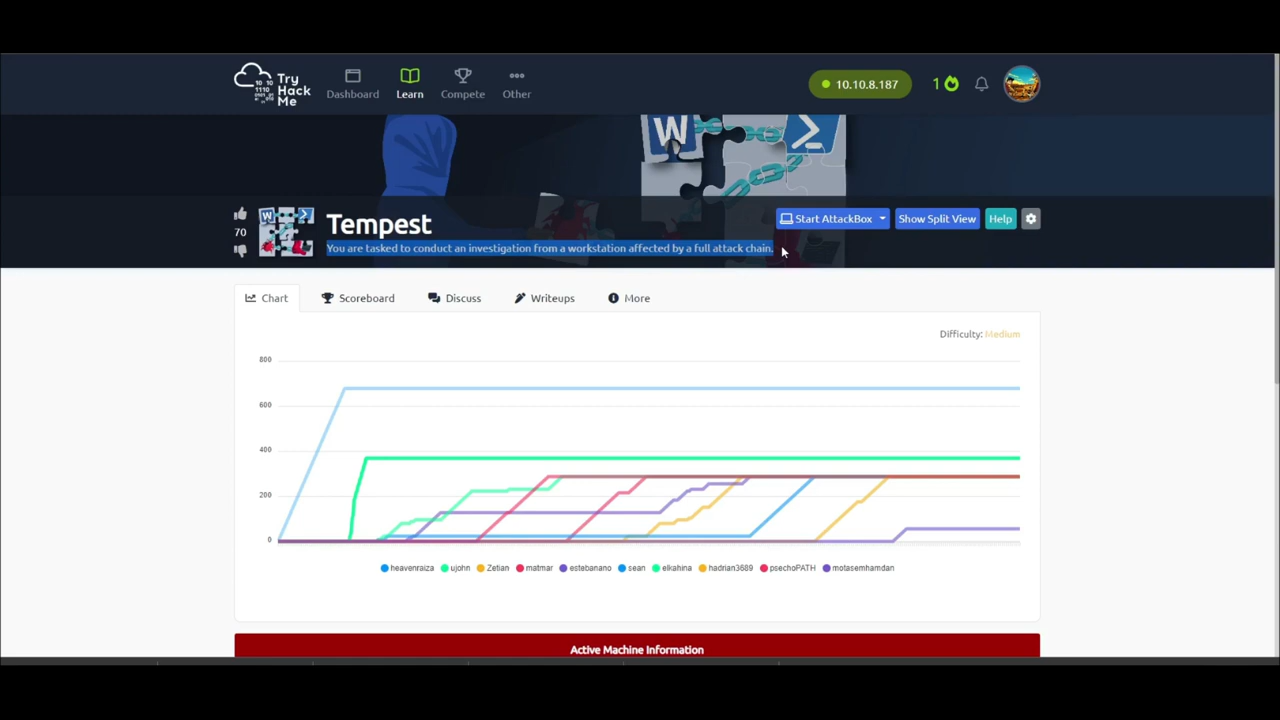 Try Hack Me
Dashboard
Learn
Compete
Other
10.10.8.187
1
W
70
W
Tempest
Start AttackBox
Show Split View
Help
You are tasked to conduct an investigation from a workstation affected by a full attack chain.
Chart
Scoreboard
Discuss
Writeups
More
Difficulty: Medium
800
600
400
200
0
heavenraiza ujohn Zetian matmar estebanano sean elkahina hadrian3689 psechoPATH motasemhamdan
Active Machine Information